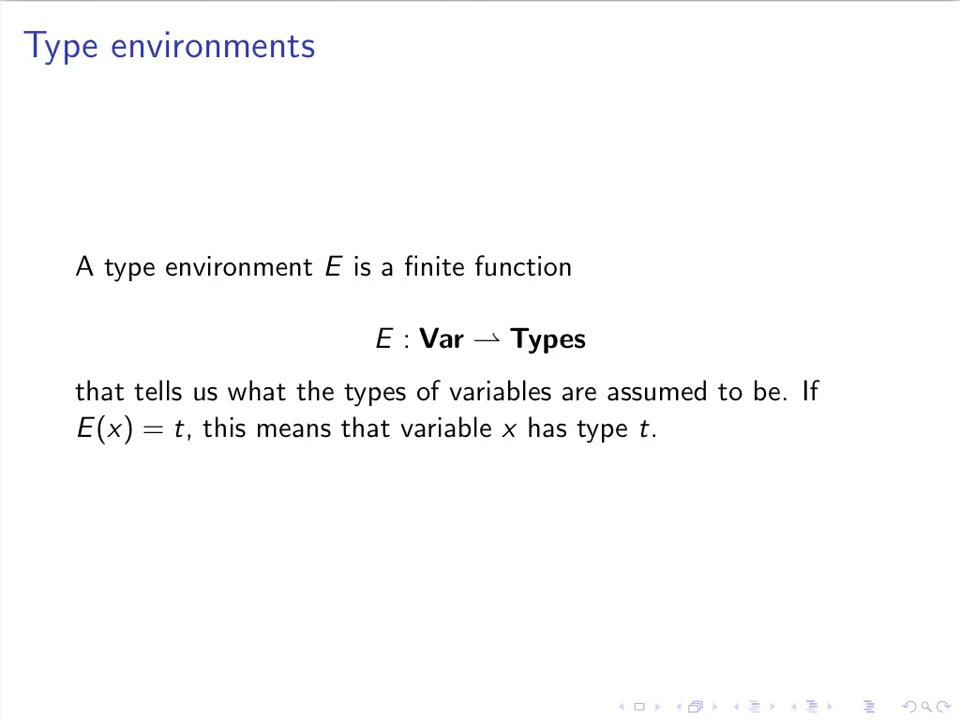 Type environments
A type environment E is a finite function
E : Var ⇀ Types
that tells us what the types of variables are assumed to be. If
E(x) = t, this means that variable x has type t.